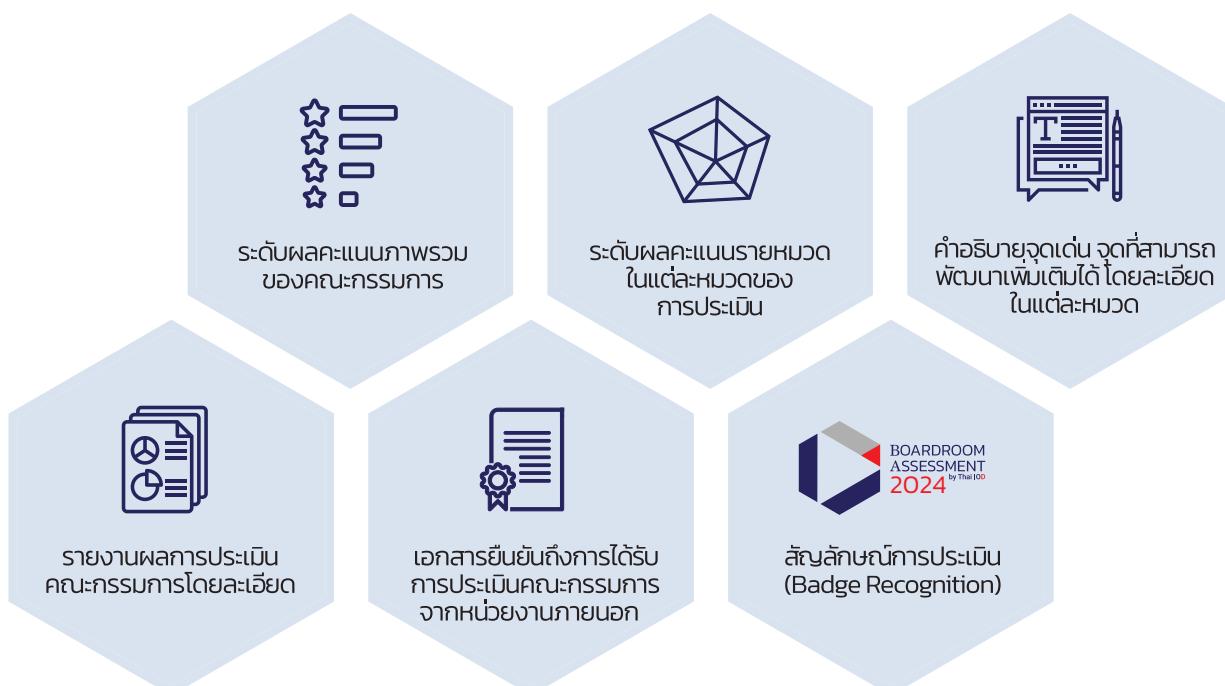 ระดับผลคะแนนภาพรวม
ของคณะกรรมการ
ระดับผลคะแนนรายหมวด
ในแต่ละหมวดของ
การประเมิน
T
คำอธิบายจุดเด่น จุดที่สามารถ
พัฒนาเพิ่มเติมได้ โดยละเอียด
ในแต่ละหมวด
รายงานผลการประเมิน
คณะกรรมการโดยละเอียด
เอกสารยืนยันถึงการได้รับ
การประเมินคณะกรรมการ
จากหน่วยงานภายนอก
BOARDROOM
ASSESSMENT
2024 by Thai IOD
สัญลักษณ์การประเมิน
(Badge Recognition)